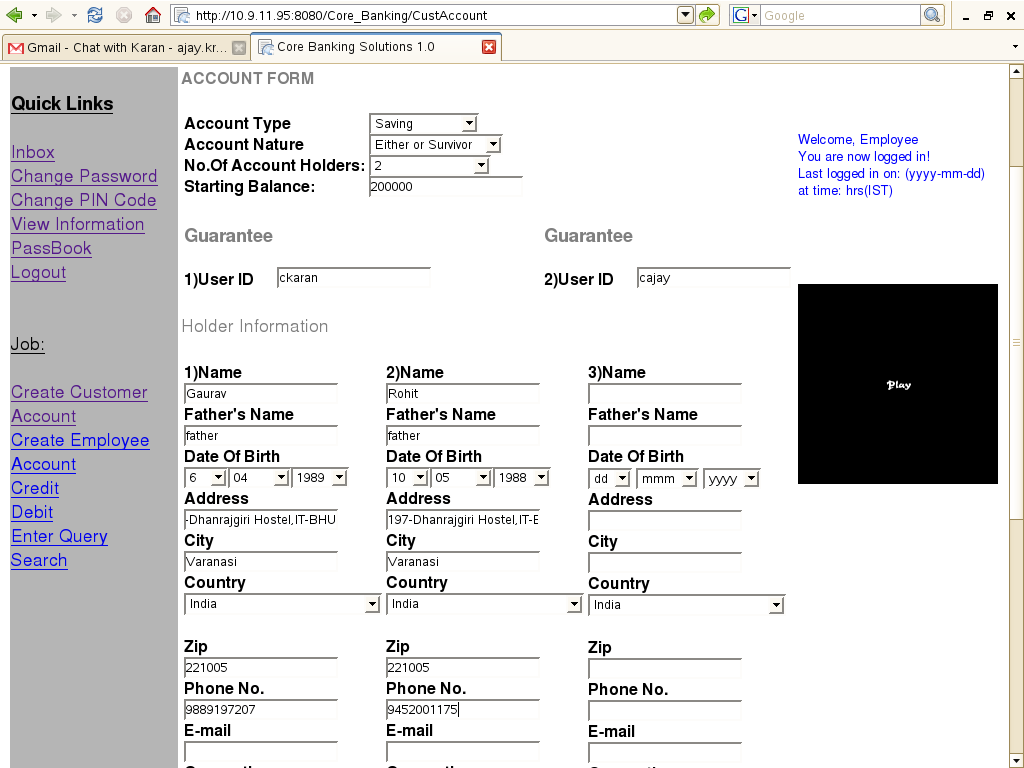 http://10.9.11.95:8080/Core_Banking/CustAccount
G
Google
Gmail - Chat with Karan - ajay.kr...
Core Banking Solutions 1.0
Quick Links
Inbox
Change Password
Change PIN Code
View Information
PassBook
Logout
Job:
Create Customer
Account
Create Employee
Account
Credit
Debit
Enter Query
Search
ACCOUNT FORM
Account Type Saving
Account Nature Either or Survivor
No.Of Account Holders: 2
Starting Balance: 200000
Welcome, Employee
You are now logged in!
Last logged in on: (yyyy-mm-dd)
at time: hrs(IST)
Guarantee Guarantee
1)User ID ckaran 2)User ID cajay
Play
Holder Information
1)Name 2)Name 3)Name
Gaurav Rohit
Father's Name Father's Name Father's Name
father father
Date Of Birth Date Of Birth Date Of Birth
6 04 1989 10 05 1988 dd mmm yyyy
Address Address Address
-Dhanrajgiri Hostel,IT-BHU 197-Dhanrajgiri Hostel,IT-E
City City City
Varanasi Varanasi
Country Country Country
India India India
Zip Zip Zip
221005 221005
Phone No. Phone No. Phone No.
9889197207 9452001175
E-mail E-mail E-mail